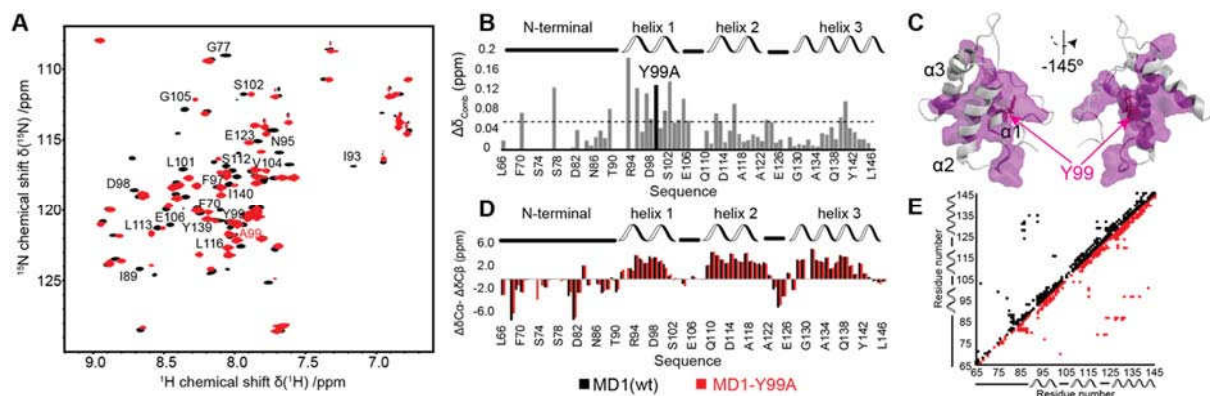 A
110
115
120
125
¹⁵N chemical shift δ(¹⁵N) /ppm
9.0 8.0 7.0
¹H chemical shift δ(¹H) /ppm
G77
S102
G105
E123
N95
L101
S112
V104
I93
D98
F97
I140
F70
L113
E106
Y99
Y139
A99
L116
I89
B
N-terminal helix 1 helix 2 helix 3
Δδcomb (ppm)
0.2
0.16
0.12
0.08
0.04
0
Y99A
L66 F70 S74 S78 D82 N86 T90 R94 D98 S102 E106 Q110 D114 A118 A122 E126 G130 A134 Q138 Y142 L146
Sequence
C
α3
α1
α2
-145°
Y99
D
N-terminal helix 1 helix 2 helix 3
ΔδCα- ΔδCβ (ppm)
6.0
2.0
-2.0
-6.0
L66 F70 S74 S78 D82 N86 T90 R94 D98 S102 E106 Q110 D114 A118 A122 E126 G130 A134 Q138 Y142 L146
Sequence
MD1(wt) MD1-Y99A
E
Residue number
145
135
125
115
105
95
85
75
65
65 75 85 95 105 115 125 135 145
Residue number